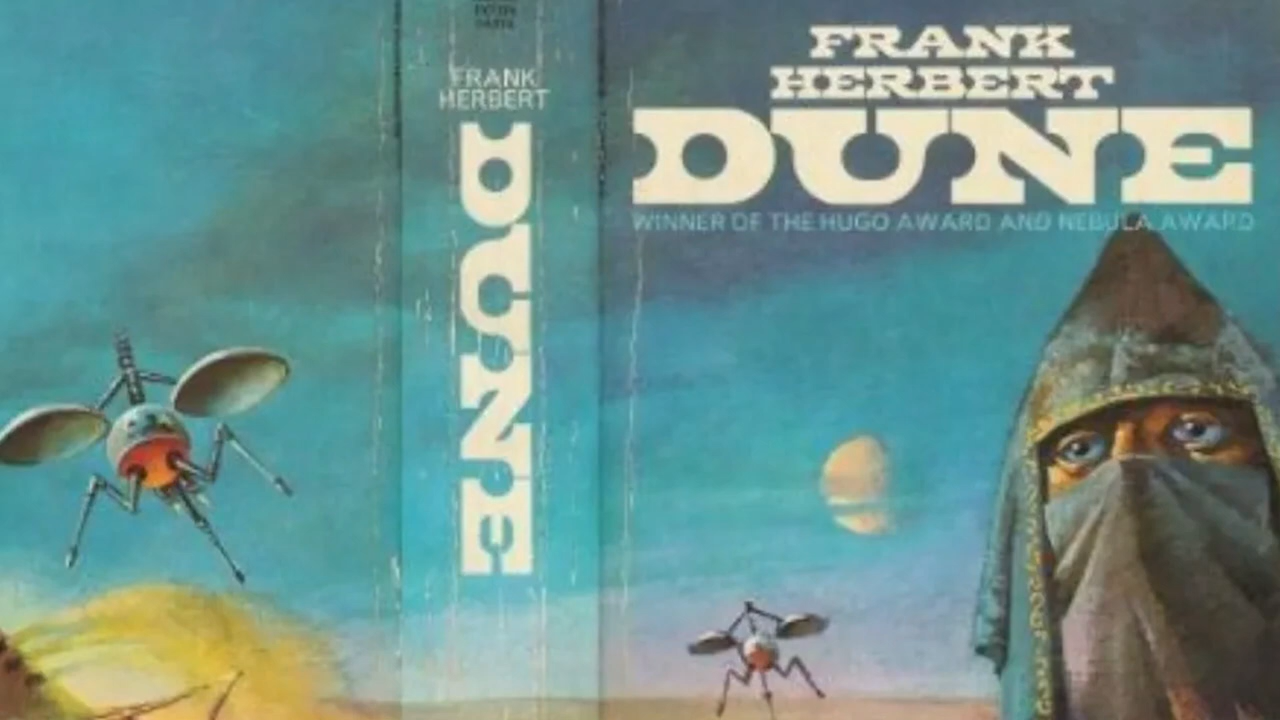 FRANK
HERBERT
DUNE
FRANK
HERBERT
DUNE
WINNER OF THE HUGO AWARD AND NEBULA AWARD